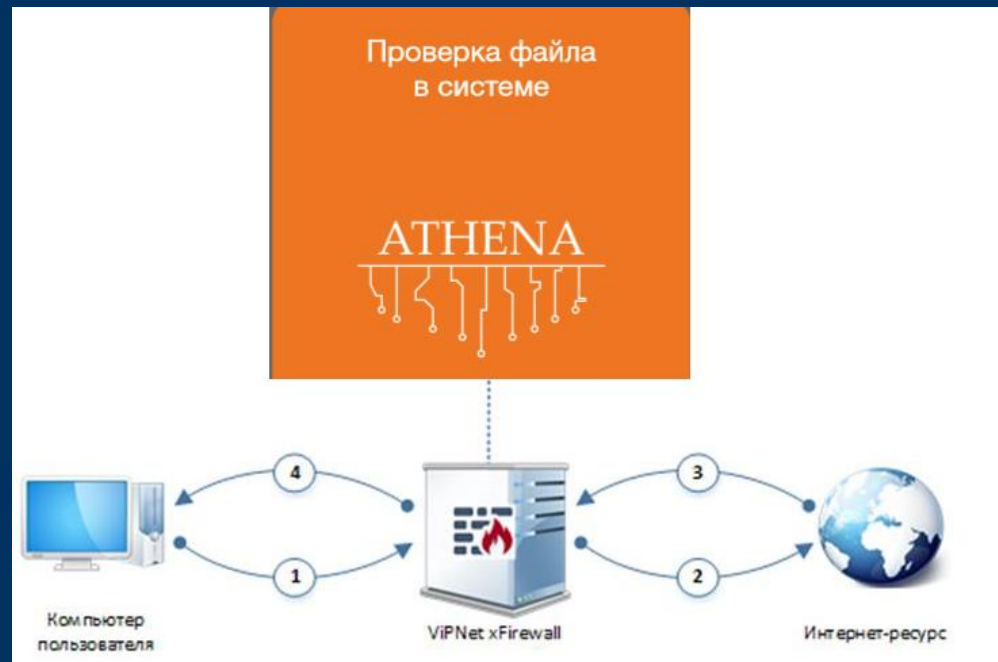 Проверка файла
в системе
ATHENA
4
3
1
2
Компьютер
пользователя
ViPNet xFirewall
Интернет-ресурс